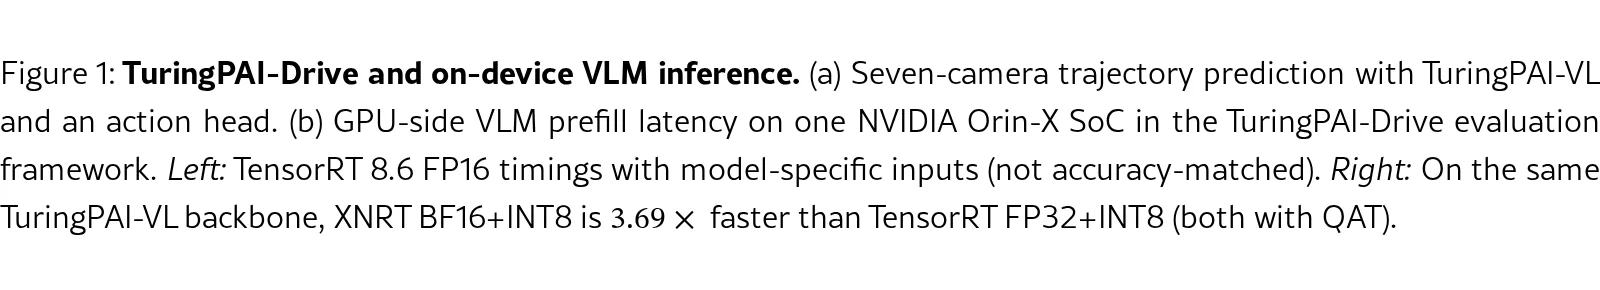 Figure 1: TuringPAI-Drive and on-device VLM inference. (a) Seven-camera trajectory prediction with TuringPAI-VL
and an action head. (b) GPU-side VLM prefill latency on one NVIDIA Orin-X SoC in the TuringPAI-Drive evaluation
framework. Left: TensorRT 8.6 FP16 timings with model-specific inputs (not accuracy-matched). Right: On the same
TuringPAI-VL backbone, XNRT BF16+INT8 is 3.69 × faster than TensorRT FP32+INT8 (both with QAT).